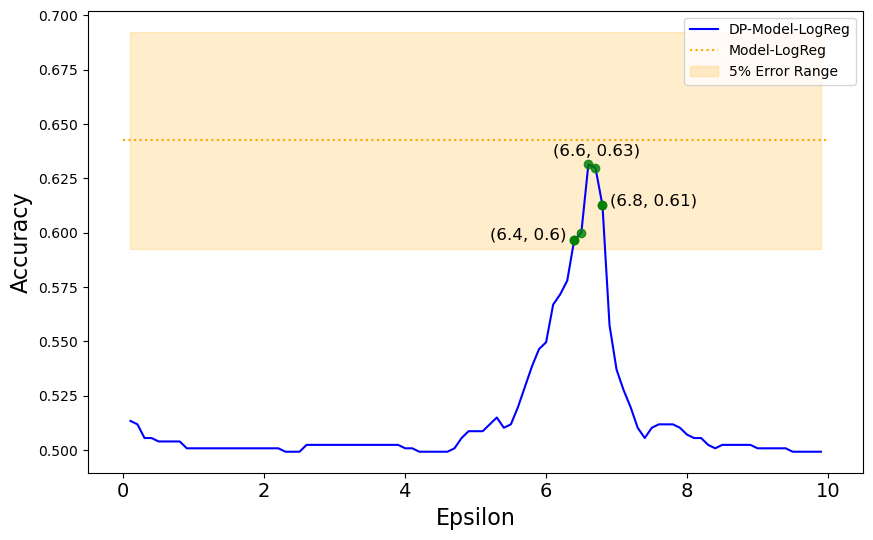 0.700
0.675
0.650
0.625
0.600
0.575
0.550
0.525
0.500
Accuracy
DP-Model-LogReg
Model-LogReg
5% Error Range
(6.6, 0.63)
(6.8, 0.61)
(6.4, 0.6)
0 2 4 6 8 10
Epsilon